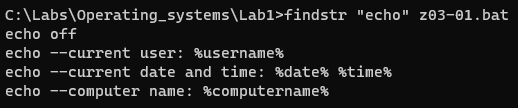 C:\Labs\Operating_systems\Lab1>findstr "echo" z03-01.bat
echo off
echo --current user: %username%
echo --current date and time: %date% %time%
echo --computer name: %computername%